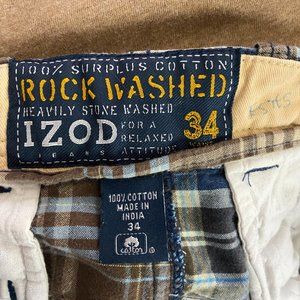 100% SURPLUS COTTON
ROCK WASHED
HEAVILY STONE WASHED
IZOD FOR A RELAXED ATTITUDE 34
JEANS
100% COTTON
MADE IN
INDIA
34
cotton